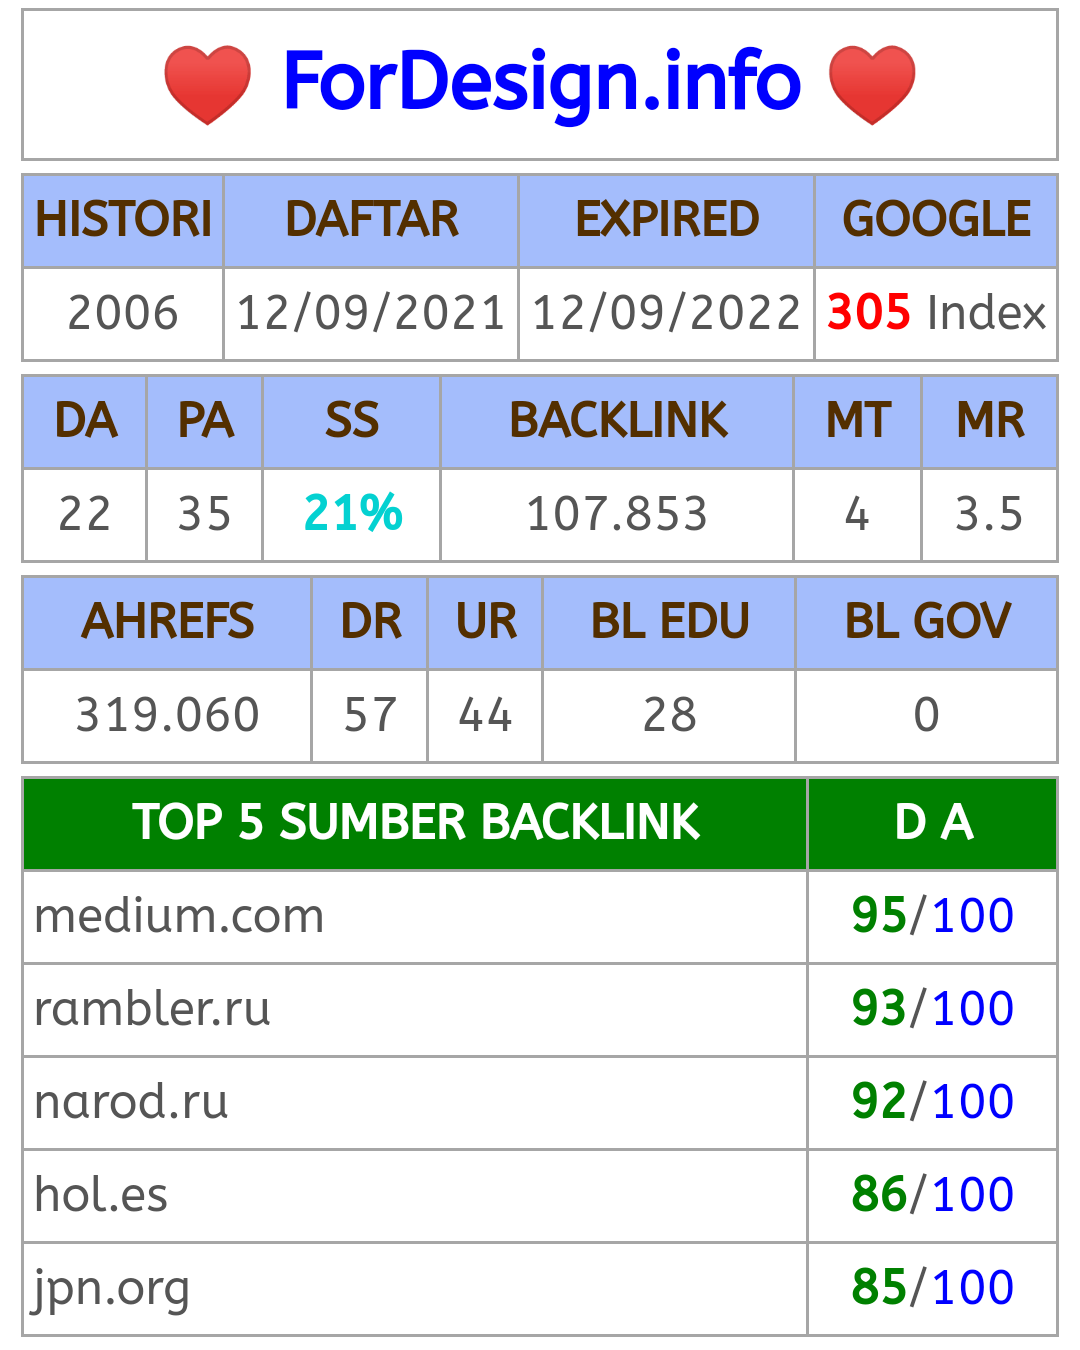 ❤️ ForDesign.info ❤️
HISTORI DAFTAR EXPIRED GOOGLE
2006 12/09/2021 12/09/2022 305 Index
DA PA SS BACKLINK MT MR
22 35 21% 107.853 4 3.5
AHREFS DR UR BL EDU BL GOV
319.060 57 44 28 0
TOP 5 SUMBER BACKLINK D A
medium.com 95/100
rambler.ru 93/100
narod.ru 92/100
hol.es 86/100
jpn.org 85/100